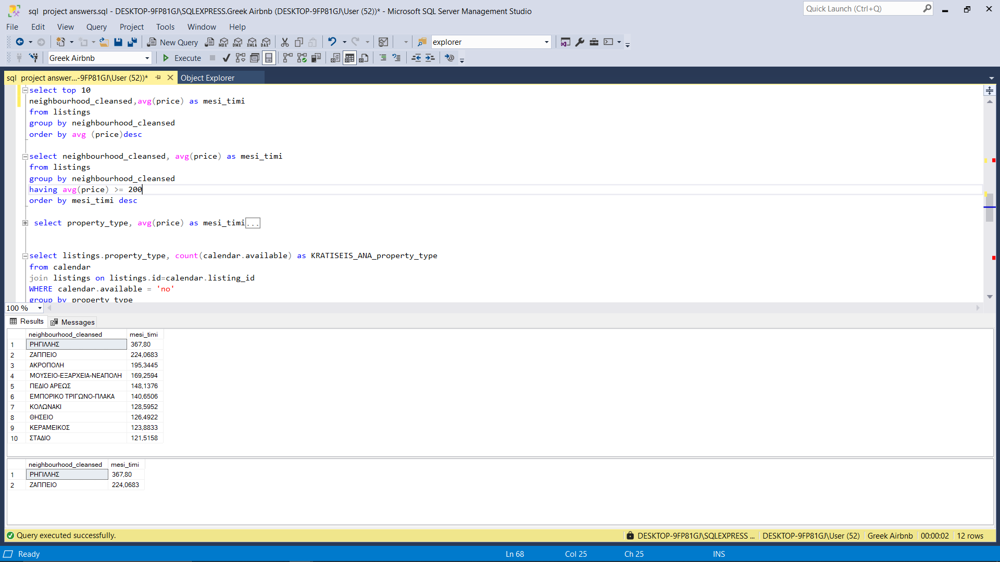 sql project answers.sql - DESKTOP-9FP81GJ\SQLEXPRESS.Greek Airbnb (DESKTOP-9FP81GJ\User (52))* - Microsoft SQL Server Management Studio
Quick Launch (Ctrl+Q)
File Edit View Query Project Tools Window Help
New Query MDX DMX XMLA DAX explorer
Greek Airbnb Execute
sql project answer...-9FP81GJ\User (52))* Object Explorer
select top 10
neighbourhood_cleansed,avg(price) as mesi_timi
from listings
group by neighbourhood_cleansed
order by avg (price)desc
select neighbourhood_cleansed, avg(price) as mesi_timi
from listings
group by neighbourhood_cleansed
having avg(price) >= 200
order by mesi_timi desc
select property_type, avg(price) as mesi_timi...
select listings.property_type, count(calendar.available) as KRATISEIS_ANA_property_type
from calendar
join listings on listings.id=calendar.listing_id
WHERE calendar.available = 'no'
group by property_type
100 %
Results Messages
neighbourhood_cleansed mesi_timi
1 ΡΗΓΙΛΛΗΣ 367,80
2 ΖΑΠΠΕΙΟ 224,0683
3 ΑΚΡΟΠΟΛΗ 195,3445
4 ΜΟΥΣΕΙΟ-ΕΞΑΡΧΕΙΑ-ΝΕΑΠΟΛΗ 169,2594
5 ΠΕΔΙΟ ΑΡΕΩΣ 148,1376
6 ΕΜΠΟΡΙΚΟ ΤΡΙΓΩΝΟ-ΠΛΑΚΑ 140,6506
7 ΚΟΛΩΝΑΚΙ 128,5952
8 ΘΗΣΕΙΟ 126,4922
9 ΚΕΡΑΜΕΙΚΟΣ 123,8833
10 ΣΤΑΔΙΟ 121,5158
neighbourhood_cleansed mesi_timi
1 ΡΗΓΙΛΛΗΣ 367,80
2 ΖΑΠΠΕΙΟ 224,0683
Query executed successfully. DESKTOP-9FP81GJ\SQLEXPRESS ... DESKTOP-9FP81GJ\User (52) Greek Airbnb 00:00:02 12 rows
Ready Ln 68 Col 25 Ch 25 INS